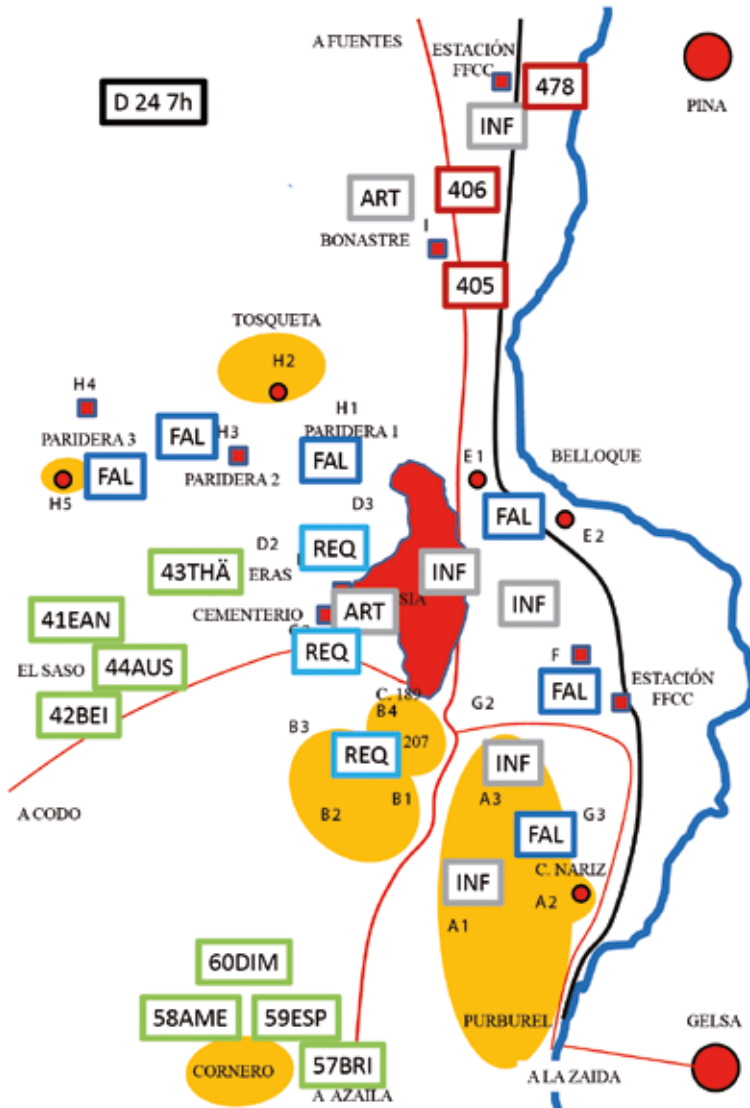 A FUENTES
ESTACIÓN
FFCC
478
PINA
D 24 7h
INF
ART
406
I
BONASTRE
405
TOSQUETA
H2
H4
H1
PARIDERA 3
FAL
H3
PARIDERA 1
PARIDERA 2
FAL
FAL
H5
E 1
BELLOQUE
FAL
E 2
D3
D2
REQ
ERAS
43THÄ
INF
INF
CEMENTERIO
ART
SIA
41EAN
REQ
EL SASO
44AUS
42BEI
F
ESTACIÓN
FFCC
FAL
C. 189
B4
G2
B3
REQ
207
INF
B2
B1
A3
G3
FAL
A CODO
C. NARIZ
INF
A2
A1
60DIM
58AME
59ESP
PURBUREL
GELSA
CORNERO
57BRI
A AZAILA
A LA ZAIDA